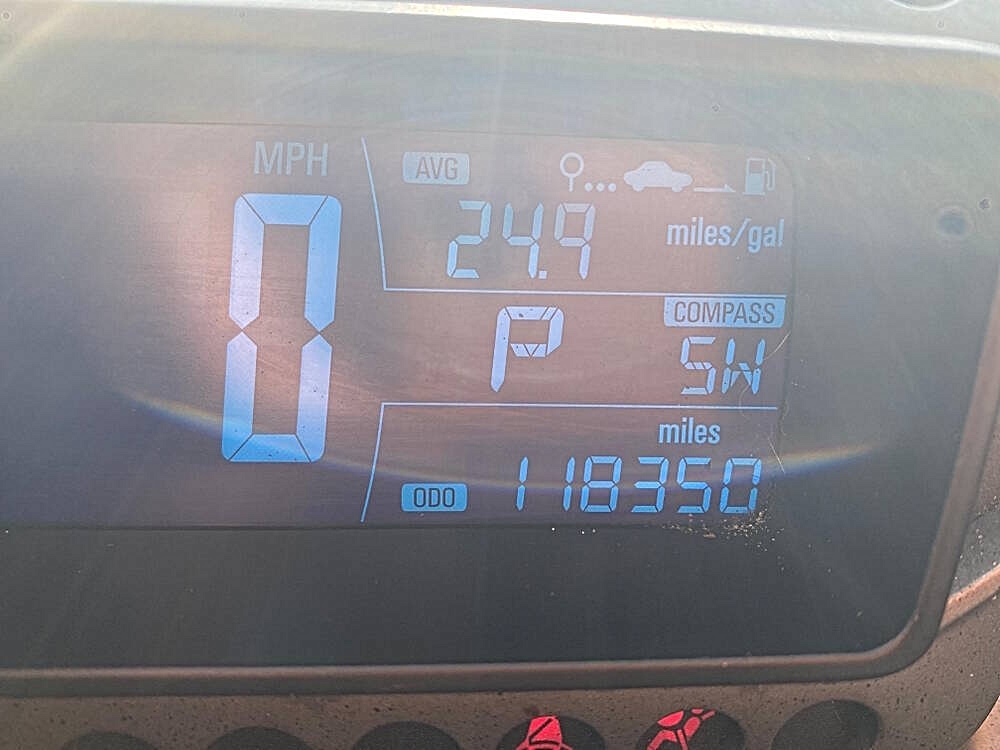 MPH
0
AVG
24.9 miles/gal
P
COMPASS
SW
miles
ODO 118350